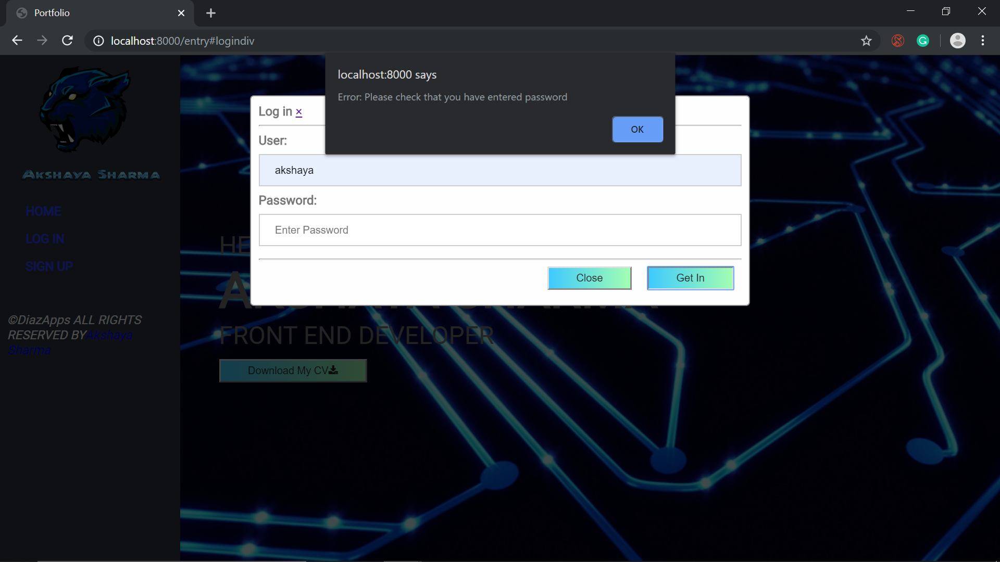 Portfolio
localhost:8000/entry#logindiv
localhost:8000 says
Error: Please check that you have entered password
OK
Log in ×
User:
akshaya
Password:
Enter Password
Close
Get In
AKSHAYA SHARMA
HOME
LOG IN
SIGN UP
©DiazApps ALL RIGHTS
RESERVED BYAkshaya
Sharma
HE
AKSHAYA SHARMA
FRONT END DEVELOPER
Download My CV